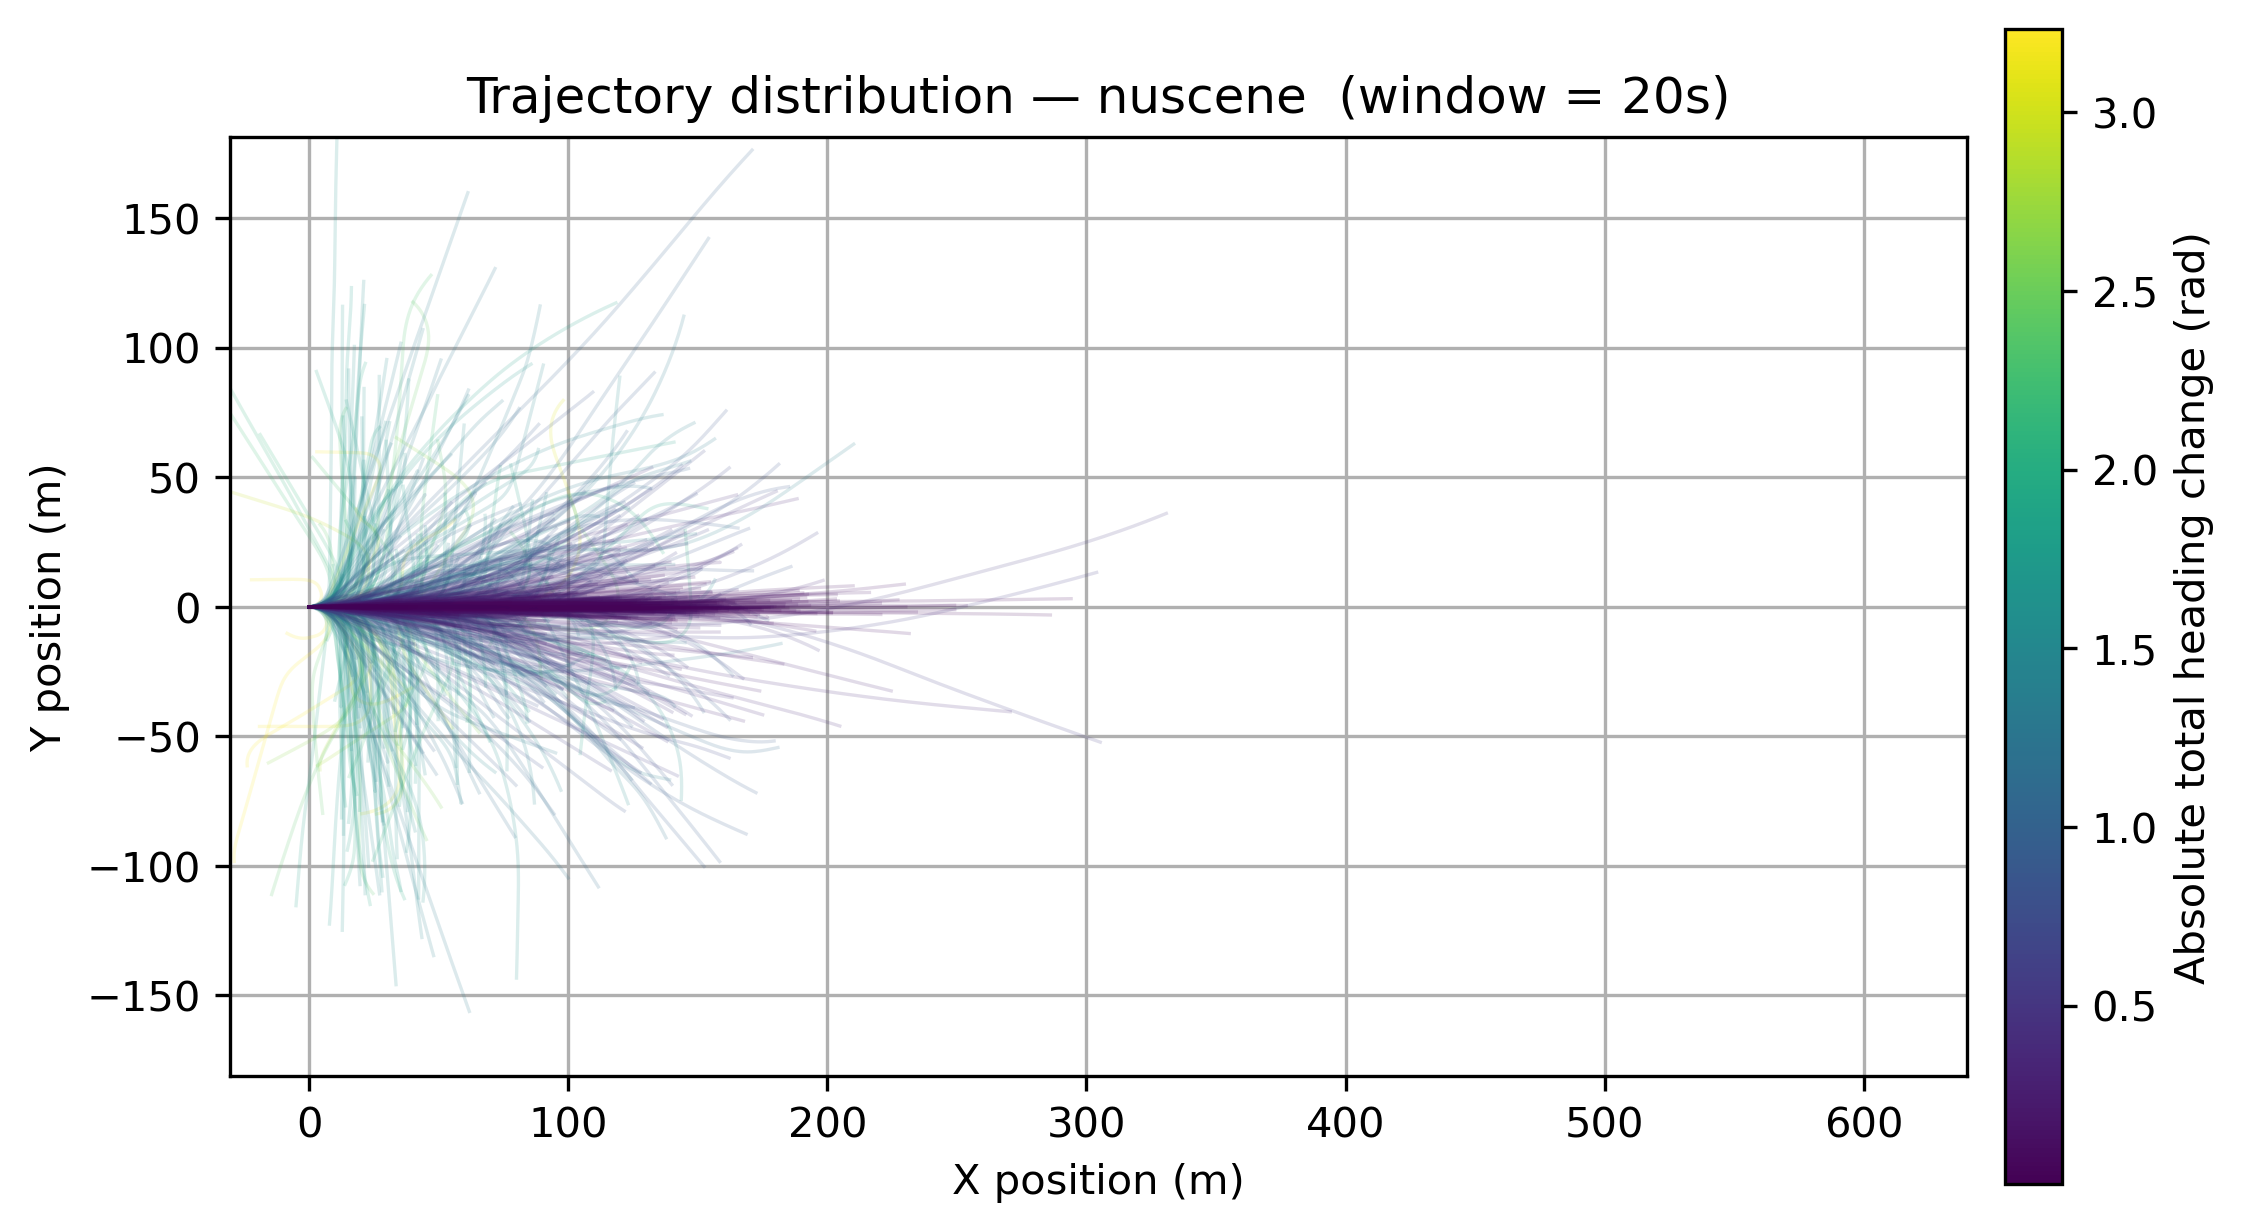 Trajectory distribution — nuscene  (window = 20s)
Y position (m)
150
100
50
0
−50
−100
−150
0 100 200 300 400 500 600
X position (m)
3.0
2.5
2.0
1.5
1.0
0.5
Absolute total heading change (rad)